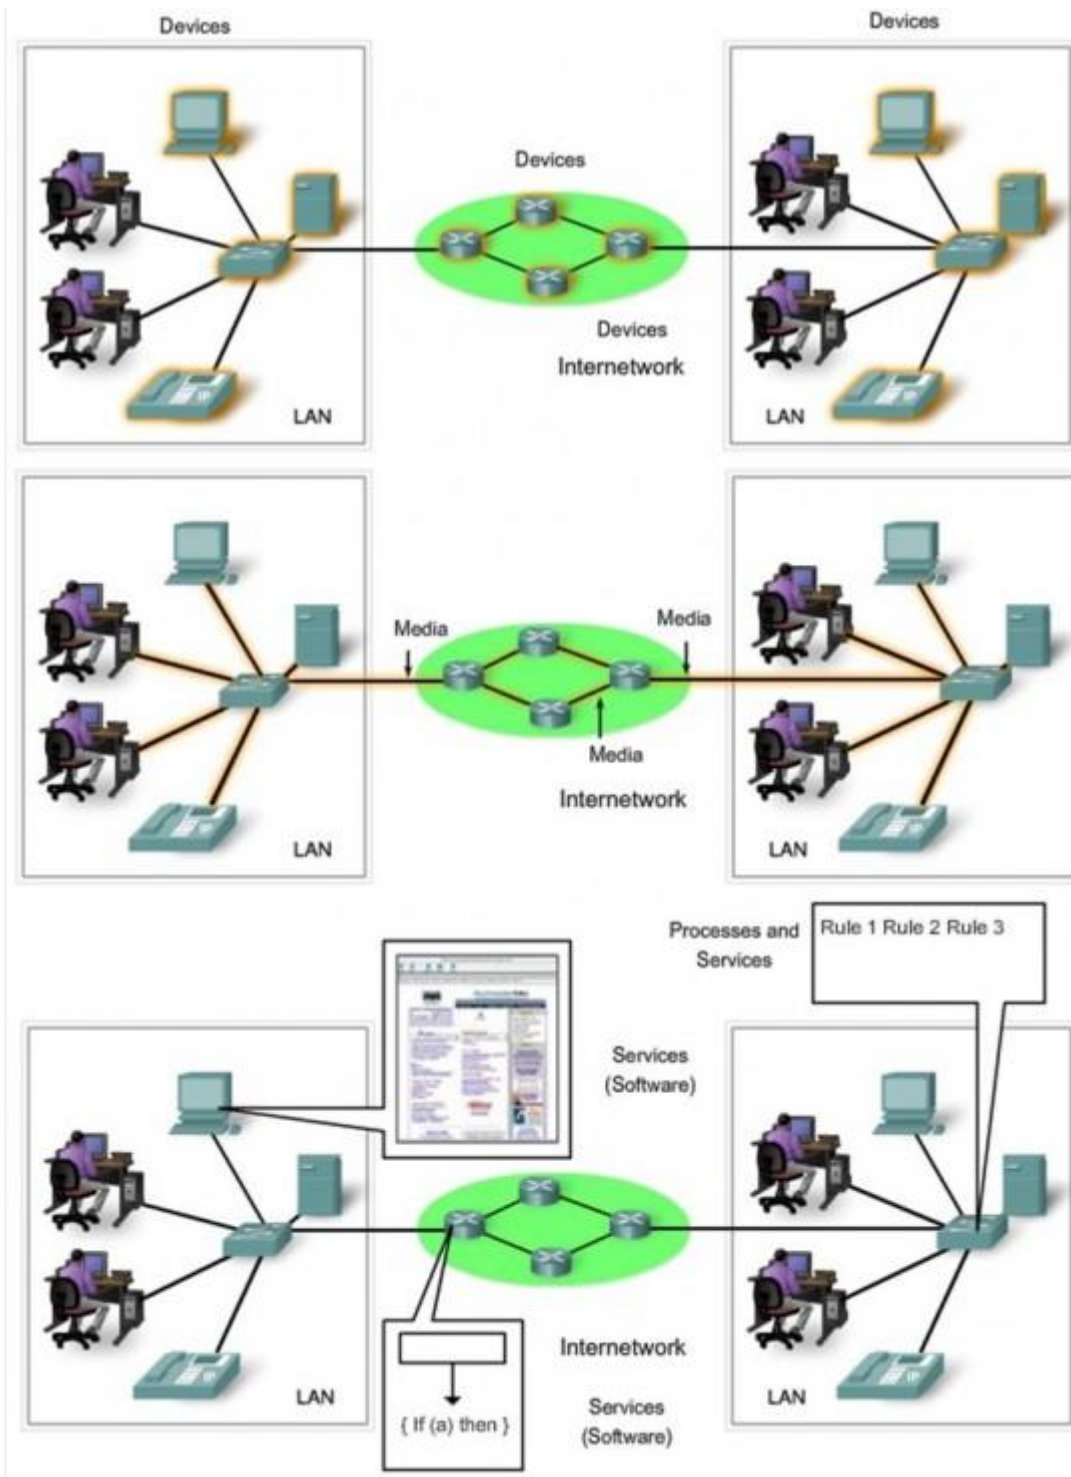 Devices
Devices
Devices
Devices
Internetwork
LAN
LAN
Media
Media
Media
Internetwork
LAN
LAN
Processes and
Services
Rule 1 Rule 2 Rule 3
Services
(Software)
Internetwork
{ If (a) then }
Services
(Software)
LAN
LAN